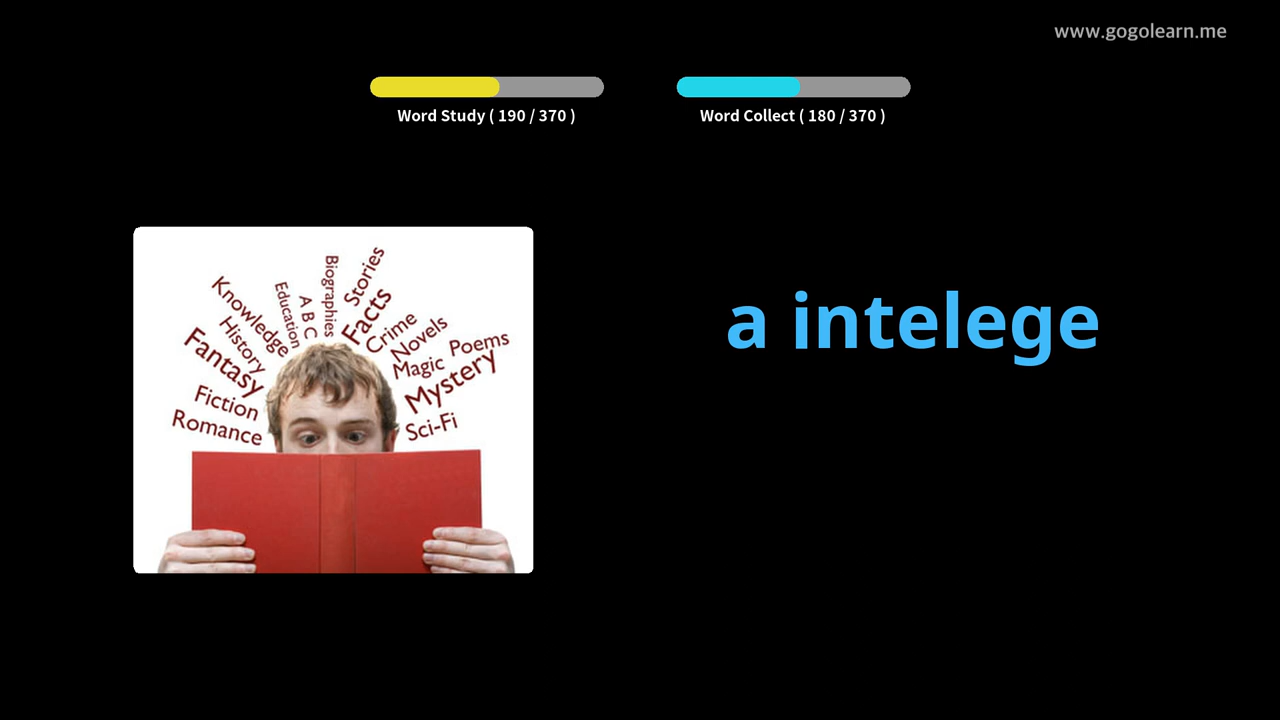 www.gogolearn.me
Word Study ( 190 / 370 )
Word Collect ( 180 / 370 )
a intelege
Biographies
Stories
Knowledge
Education
A B C
Facts
Crime
History
Novels
Fantasy
Magic
Poems
Mystery
Fiction
Romance
Sci-Fi